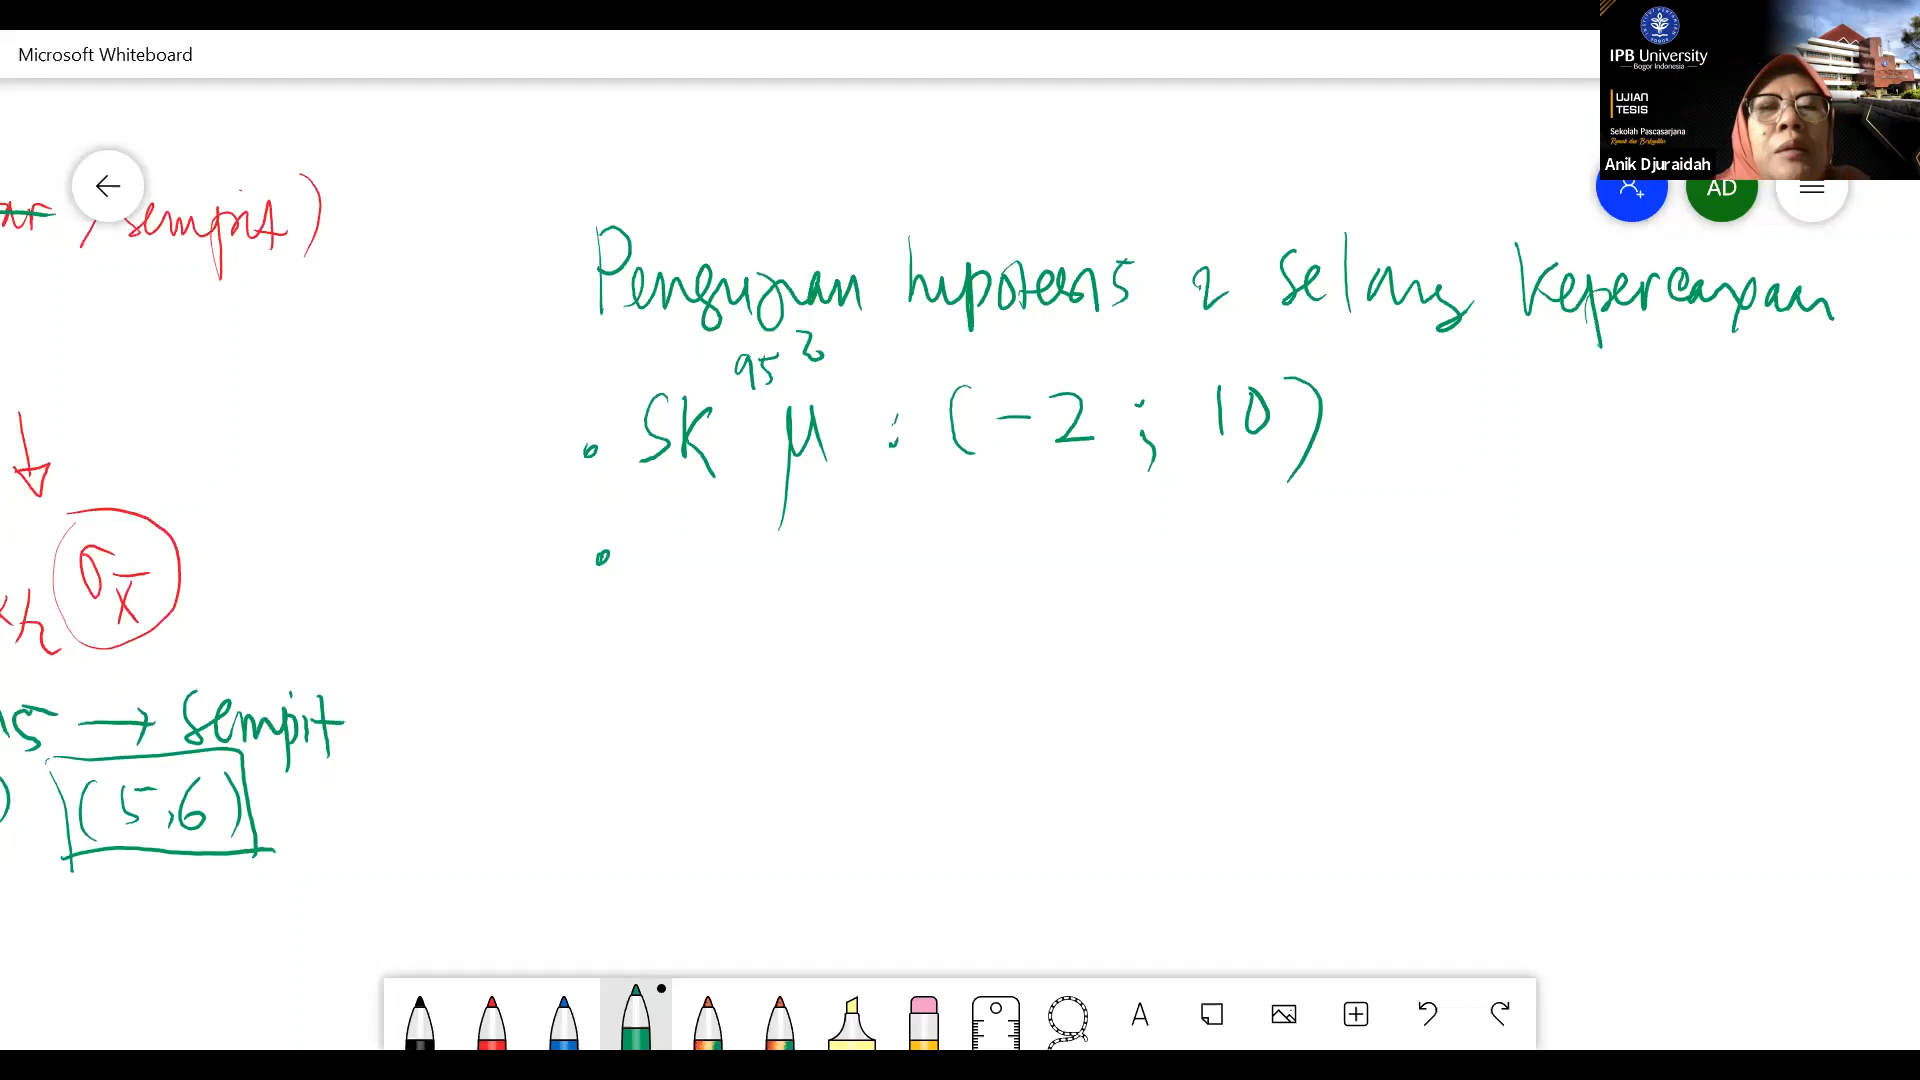 Microsoft Whiteboard
IPB University
Bogor Indonesia
UJIAN
TESIS
Sekolah Pascasarjana
Anik Djuraidah
AD
, sempit)
σx̄
→ sempit
(5,6)
Pengujian hipotesis & selang kepercayaan
95%
• SK μ : (-2 ; 10)
•
A